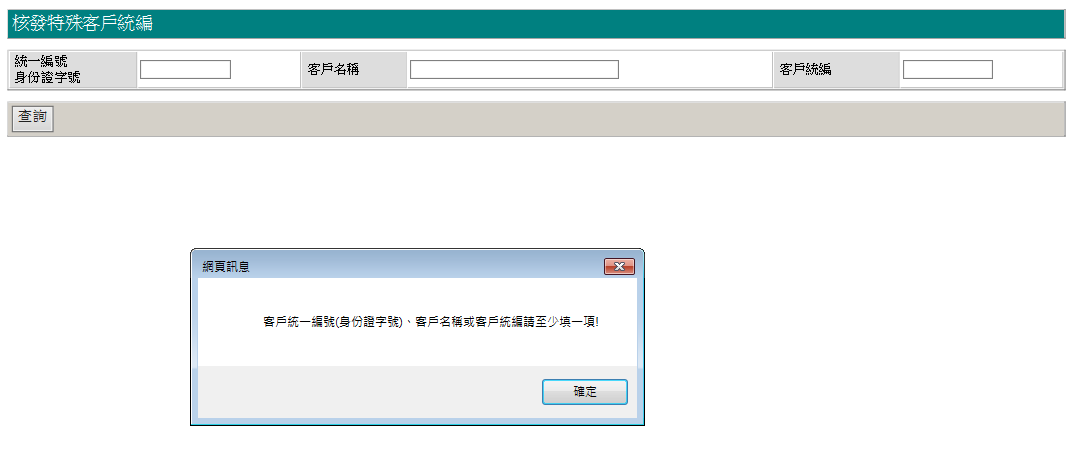 核發特殊客戶統編
統一編號
身份證字號
客戶名稱
客戶統編
查詢
網頁訊息
客戶統一編號(身份證字號)、客戶名稱或客戶統編請至少填一項!
確定